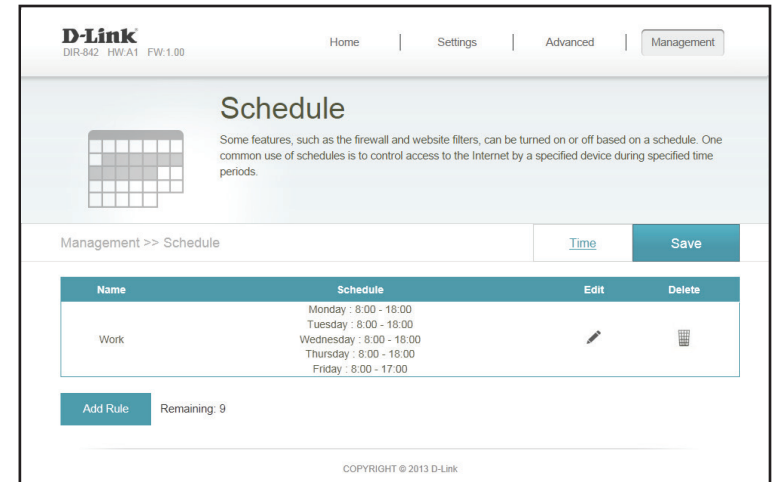 D-Link
DIR-842 HW:A1 FW:1.00
Home | Settings | Advanced | Management
Schedule
Some features, such as the firewall and website filters, can be turned on or off based on a schedule. One
common use of schedules is to control access to the Internet by a specified device during specified time
periods.
Management >> Schedule Time Save
Name Schedule Edit Delete
Monday : 8:00 - 18:00
Tuesday : 8:00 - 18:00
Work Wednesday : 8:00 - 18:00
Thursday : 8:00 - 18:00
Friday : 8:00 - 17:00
Add Rule Remaining: 9
COPYRIGHT © 2013 D-Link